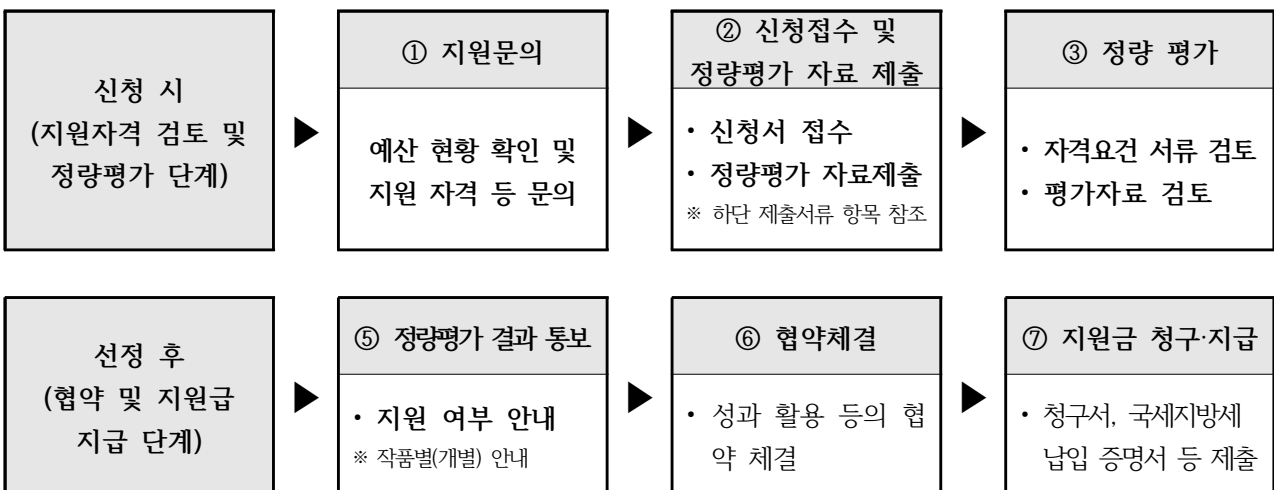 신청 시
(지원자격 검토 및
정량평가 단계)
① 지원문의
예산 현황 확인 및
지원 자격 등 문의
② 신청접수 및
정량평가 자료 제출
• 신청서 접수
• 정량평가 자료제출
※ 하단 제출서류 항목 참조
③ 정량 평가
• 자격요건 서류 검토
• 평가자료 검토
선정 후
(협약 및 지원급
지급 단계)
⑤ 정량평가 결과 통보
• 지원 여부 안내
※ 작품별(개별) 안내
⑥ 협약체결
• 성과 활용 등의 협
약 체결
⑦ 지원금 청구·지급
• 청구서, 국세지방세
납입 증명서 등 제출